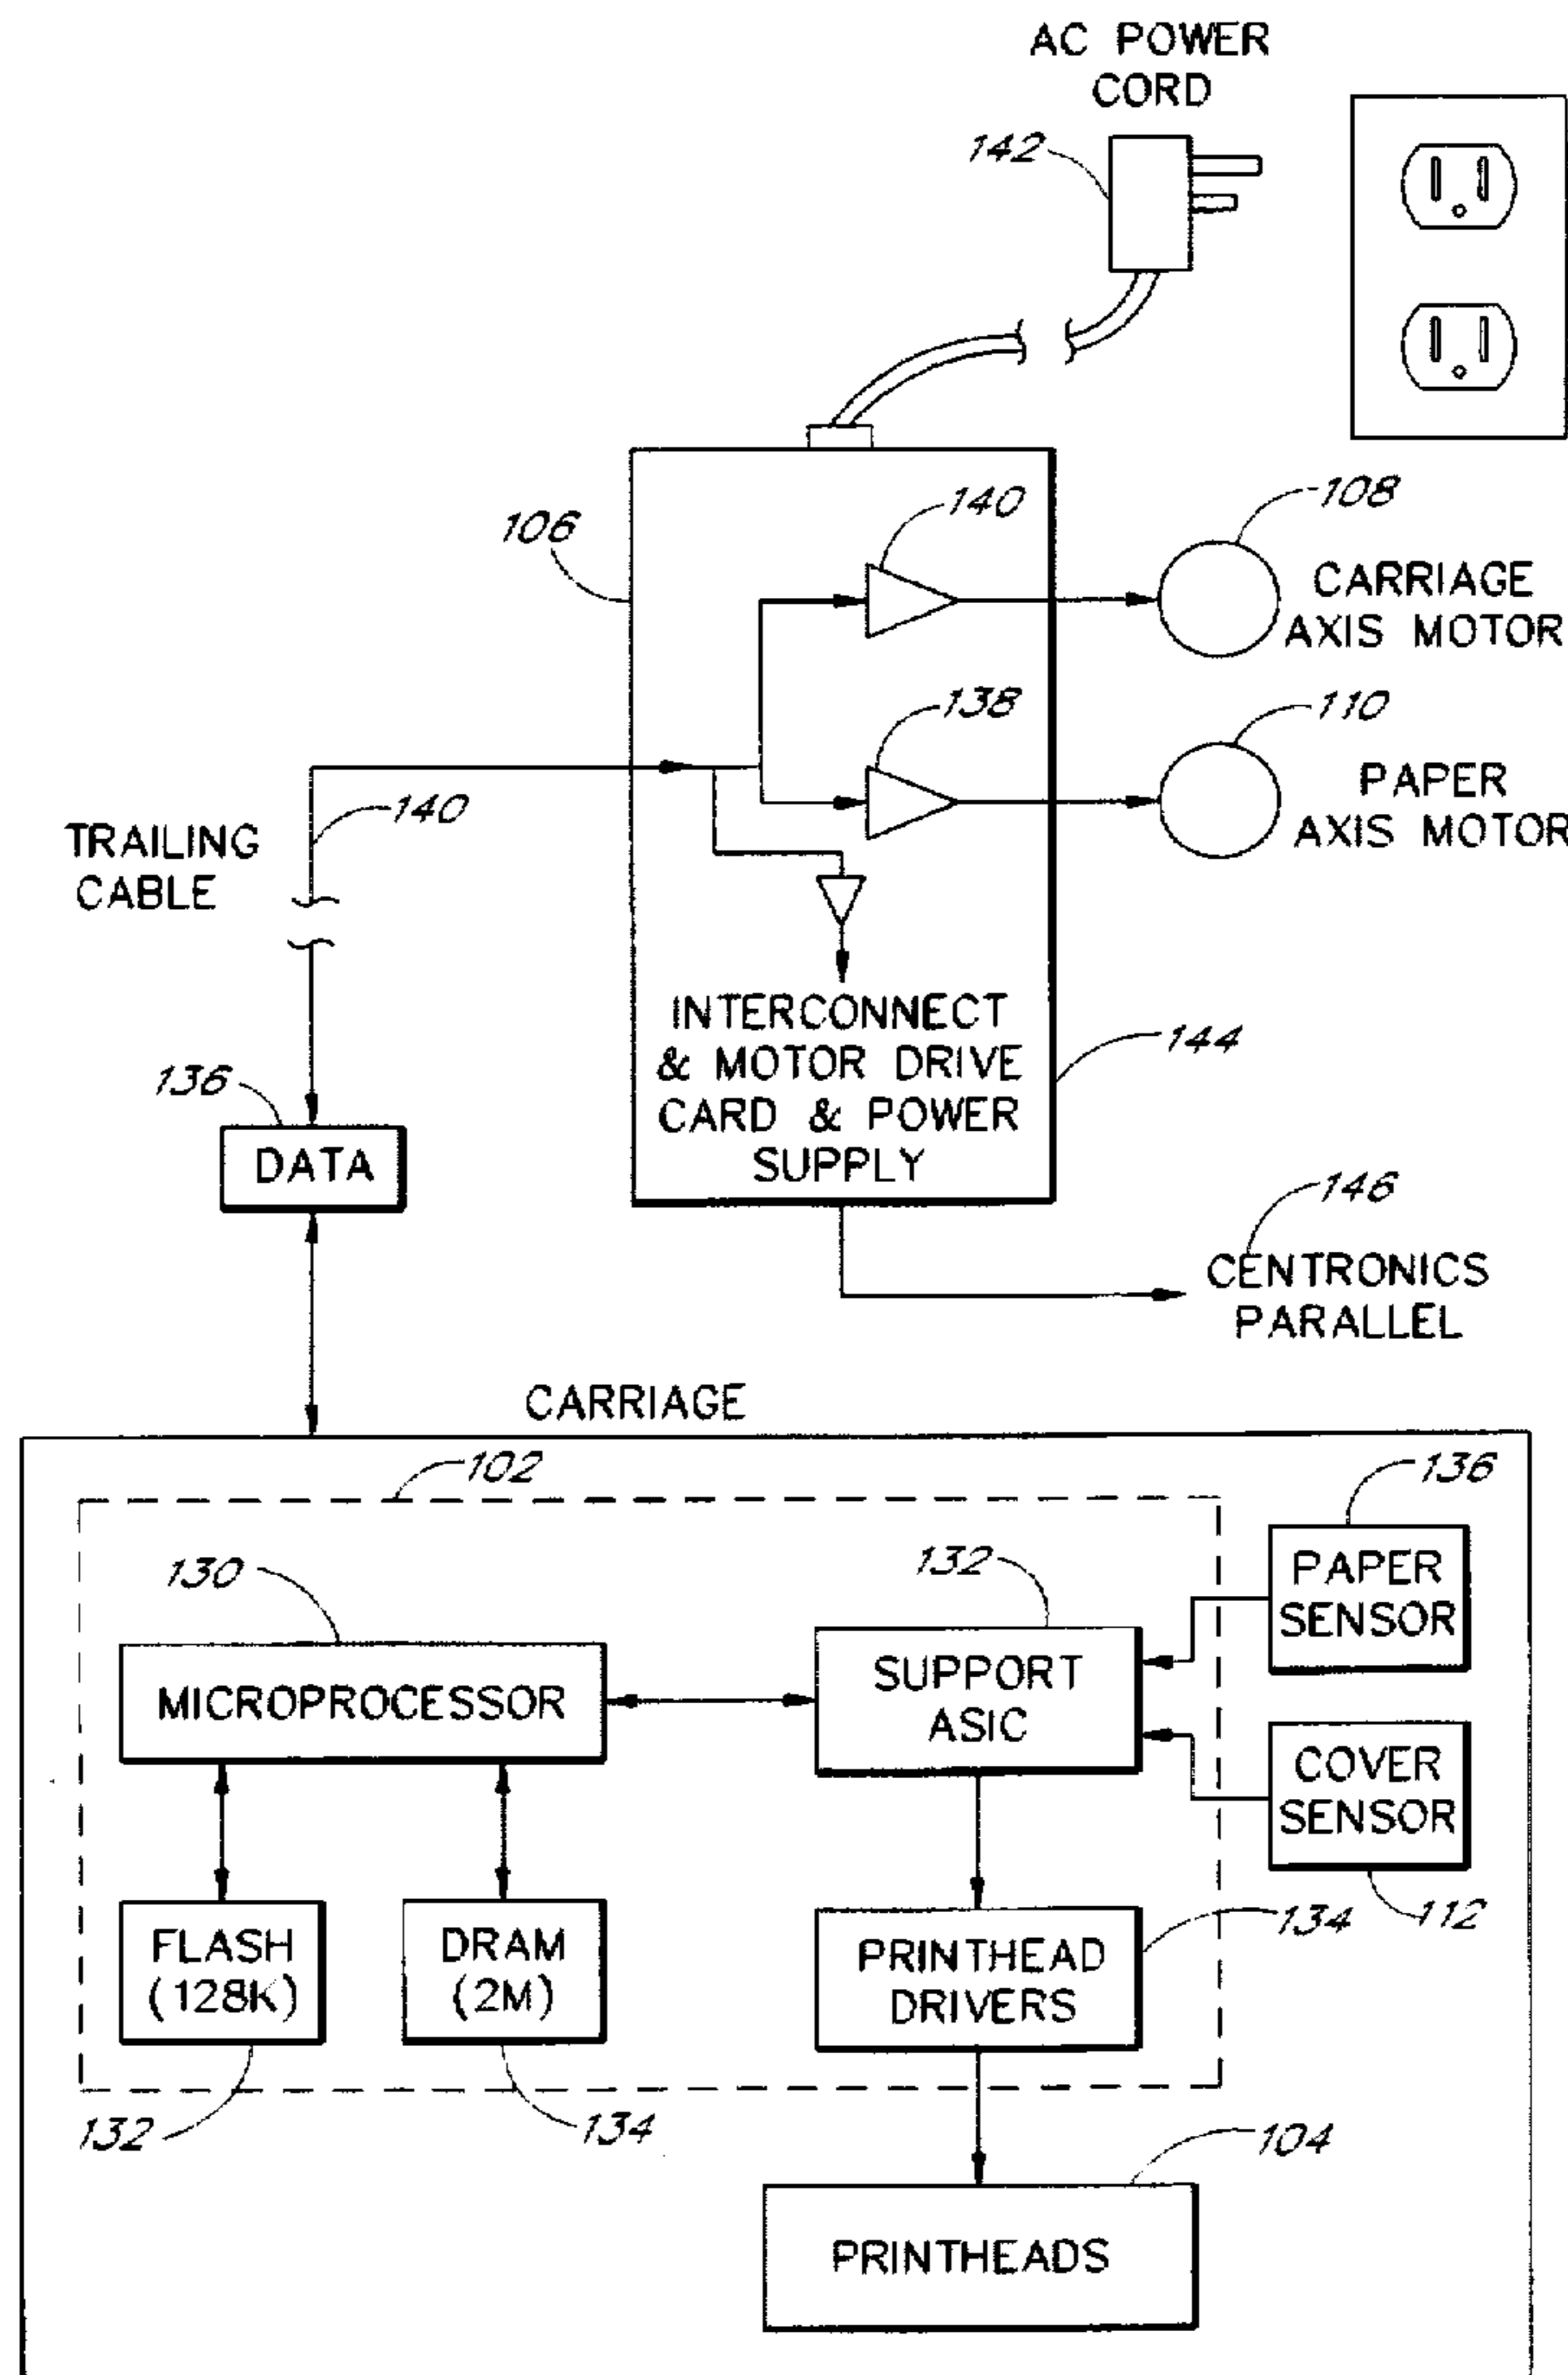 AC POWER
CORD
142
140
108
106
CARRIAGE
AXIS MOTOR
138
110
PAPER
AXIS MOTOR
140
TRAILING
CABLE
INTERCONNECT
& MOTOR DRIVE
CARD & POWER
SUPPLY
144
136
DATA
146
CENTRONICS
PARALLEL
CARRIAGE
102
136
130
132
PAPER
SENSOR
MICROPROCESSOR
SUPPORT
ASIC
COVER
SENSOR
112
FLASH
(128K)
DRAM
(2M)
PRINTHEAD
DRIVERS
134
132
134
104
PRINTHEADS